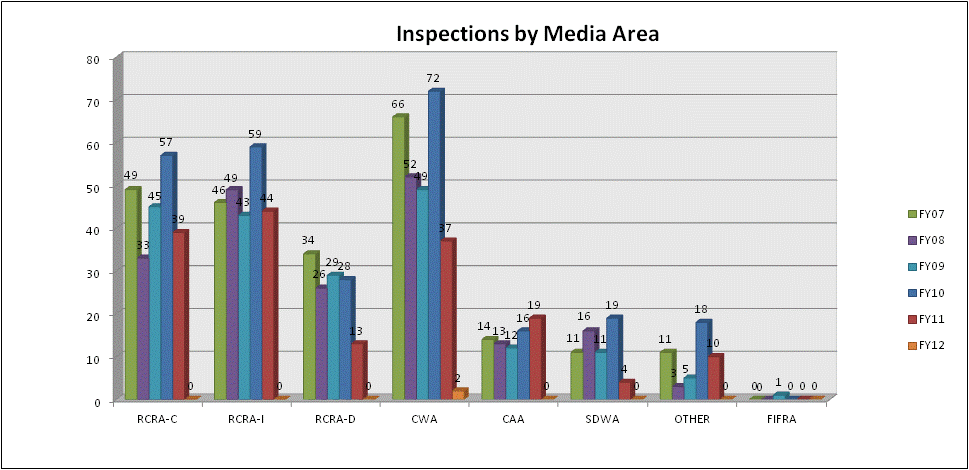 Inspections by Media Area
80
70
60
50
40
30
20
10
0
49 33 45 57 39 0
46 49 43 59 44 0
34 26 29 28 13 0
66 52 49 72 37 2
14 13 12 16 19 0
11 16 11 19 4 0
11 3 5 18 10 0
0 0 1 0 0 0
RCRA-C RCRA-I RCRA-D CWA CAA SDWA OTHER FIFRA
FY07
FY08
FY09
FY10
FY11
FY12